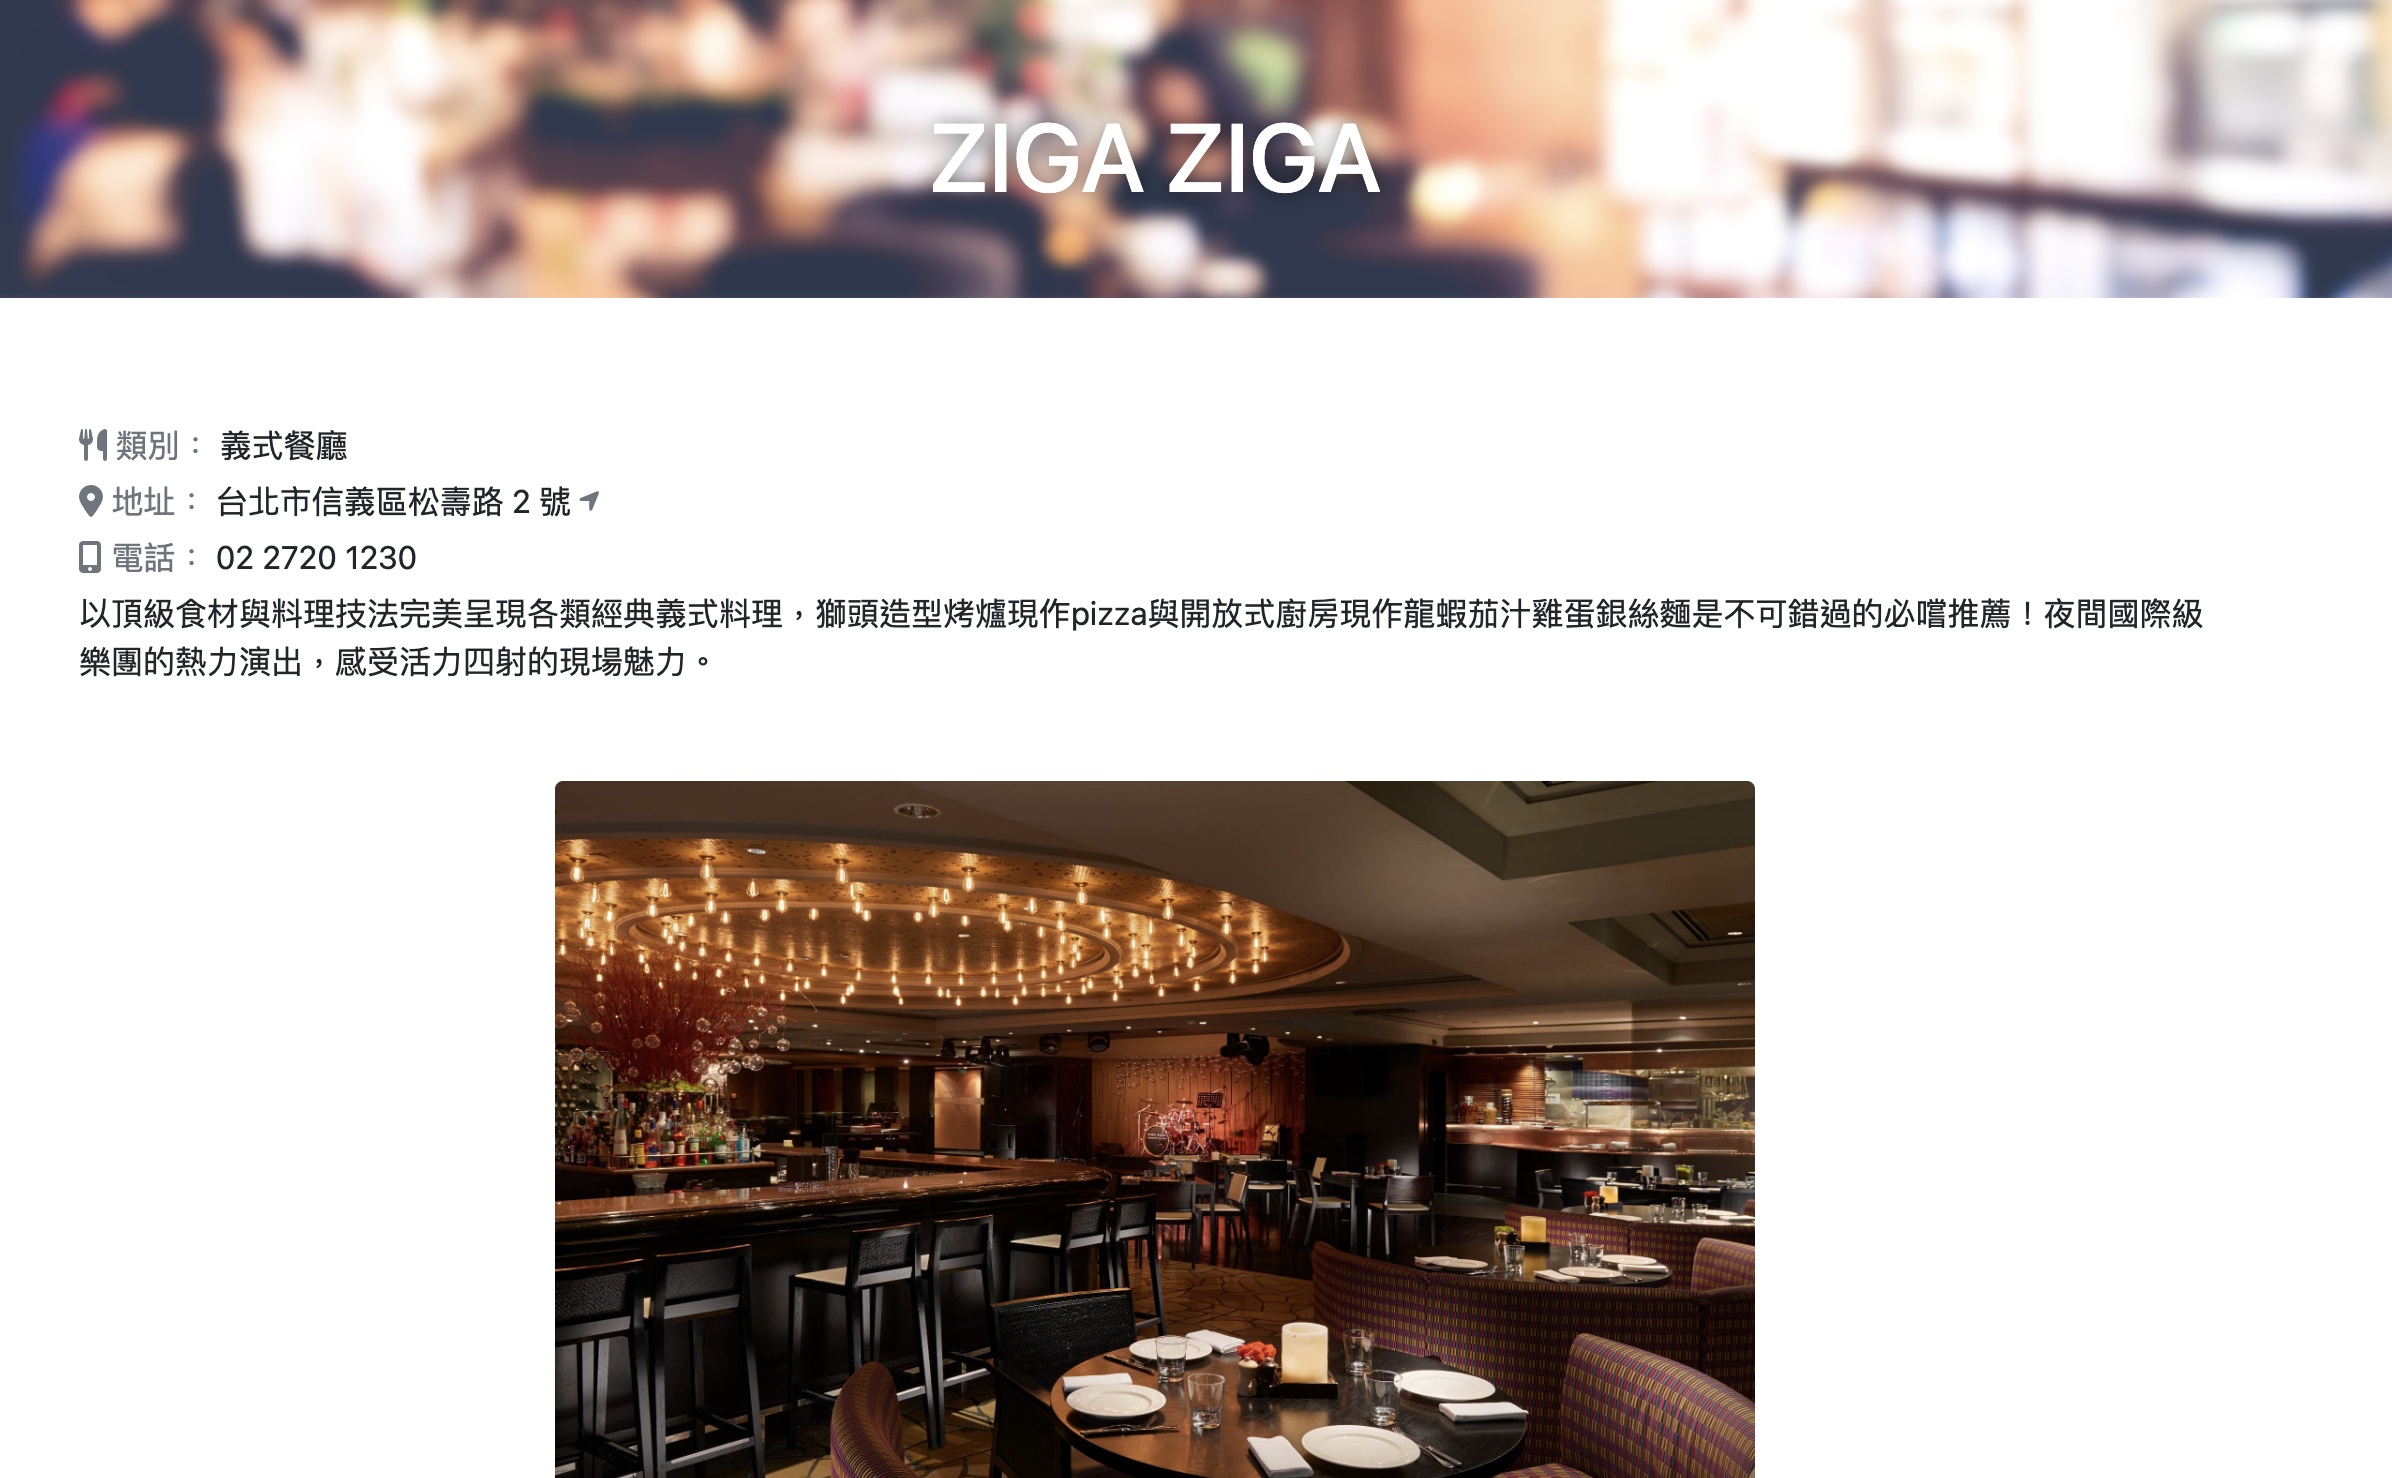 ZIGA ZIGA
類別： 義式餐廳
地址： 台北市信義區松壽路 2 號
電話： 02 2720 1230
以頂級食材與料理技法完美呈現各類經典義式料理，獅頭造型烤爐現作pizza與開放式廚房現作龍蝦茄汁雞蛋銀絲麵是不可錯過的必嚐推薦！夜間國際級
樂團的熱力演出，感受活力四射的現場魅力。